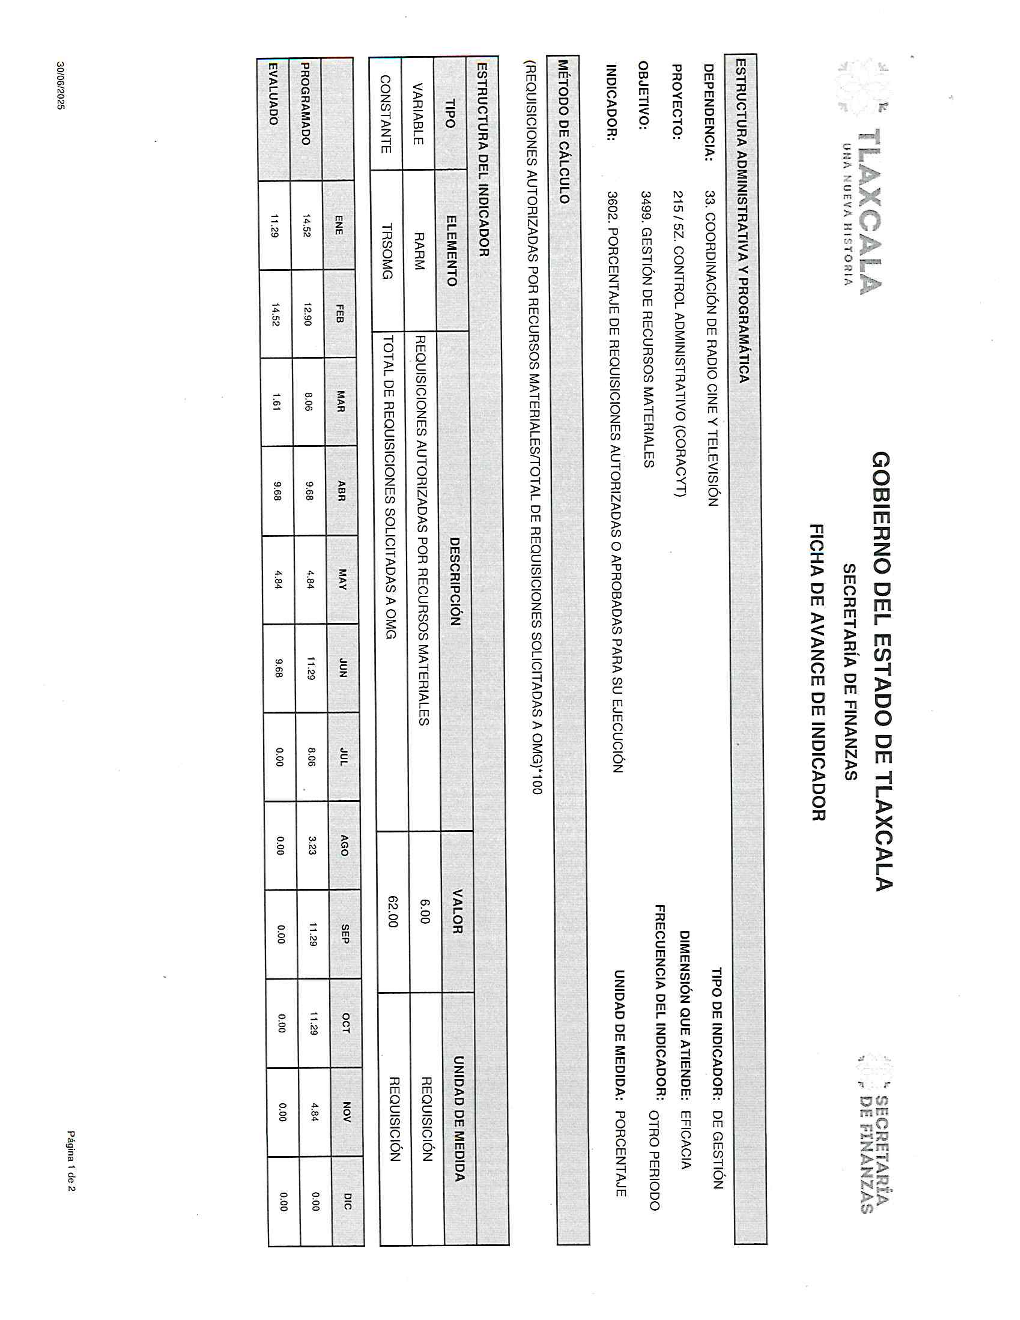 TLAXCALA
UNA NUEVA HISTORIA
GOBIERNO DEL ESTADO DE TLAXCALA
SECRETARÍA DE FINANZAS
FICHA DE AVANCE DE INDICADOR
SECRETARÍA
DE FINANZAS
ESTRUCTURA ADMINISTRATIVA Y PROGRAMÁTICA
DEPENDENCIA: 33. COORDINACIÓN DE RADIO CINE Y TELEVISIÓN TIPO DE INDICADOR: DE GESTIÓN
PROYECTO: 215 / 5Z. CONTROL ADMINISTRATIVO (CORACYT) DIMENSIÓN QUE ATIENDE: EFICACIA
OBJETIVO: 3499. GESTIÓN DE RECURSOS MATERIALES FRECUENCIA DEL INDICADOR: OTRO PERIODO
INDICADOR: 3602. PORCENTAJE DE REQUISICIONES AUTORIZADAS O APROBADAS PARA SU EJECUCIÓN UNIDAD DE MEDIDA: PORCENTAJE
MÉTODO DE CÁLCULO
(REQUISICIONES AUTORIZADAS POR RECURSOS MATERIALES/TOTAL DE REQUISICIONES SOLICITADAS A OMG)*100
ESTRUCTURA DEL INDICADOR
TIPO ELEMENTO DESCRIPCIÓN VALOR UNIDAD DE MEDIDA
VARIABLE RARM REQUISICIONES AUTORIZADAS POR RECURSOS MATERIALES 6.00 REQUISICIÓN
CONSTANTE TRSOMG TOTAL DE REQUISICIONES SOLICITADAS A OMG 62.00 REQUISICIÓN
ENE FEB MAR ABR MAY JUN JUL AGO SEP OCT NOV DIC
PROGRAMADO 14.52 12.90 8.06 9.68 4.84 11.29 8.06 3.23 11.29 11.29 4.84 0.00
EVALUADO 11.29 14.52 1.61 9.68 4.84 9.68 0.00 0.00 0.00 0.00 0.00 0.00
30/06/2025 Página 1 de 2